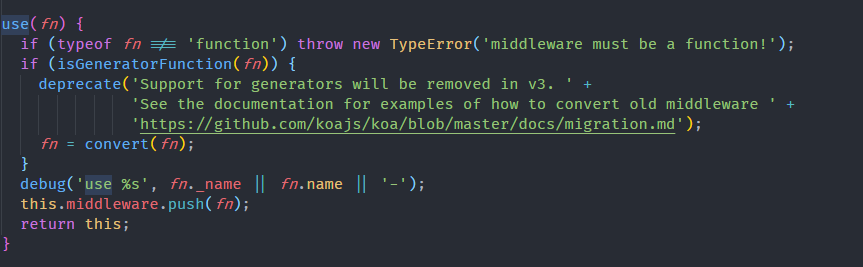 use(fn) {
  if (typeof fn !== 'function') throw new TypeError('middleware must be a function!');
  if (isGeneratorFunction(fn)) {
    deprecate('Support for generators will be removed in v3. ' +
              'See the documentation for examples of how to convert old middleware ' +
              'https://github.com/koajs/koa/blob/master/docs/migration.md');
    fn = convert(fn);
  }
  debug('use %s', fn._name || fn.name || '-');
  this.middleware.push(fn);
  return this;
}